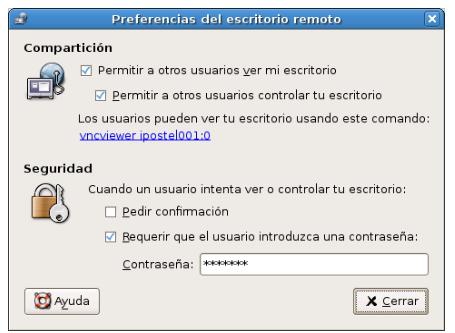 Preferencias del escritorio remoto
Compartición
Permitir a otros usuarios ver mi escritorio
Permitir a otros usuarios controlar tu escritorio
Los usuarios pueden ver tu escritorio usando este comando:
vncviewer ipostel001:0
Seguridad
Cuando un usuario intenta ver o controlar tu escritorio:
Pedir confirmación
Requerir que el usuario introduzca una contraseña:
Contraseña: *******
Ayuda
Cerrar